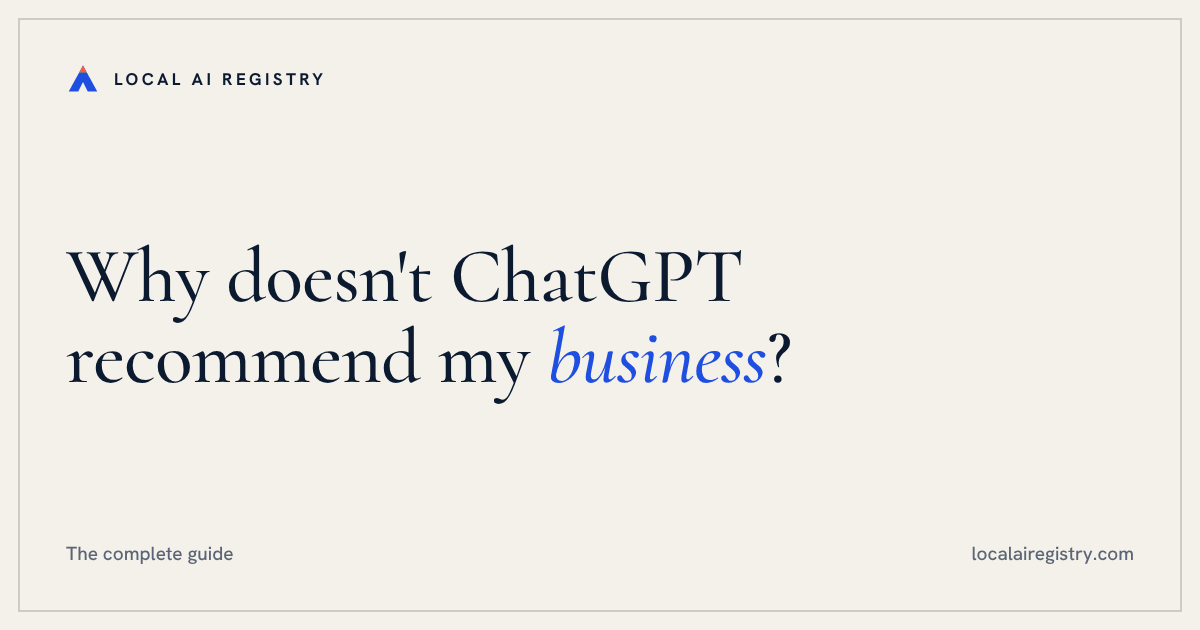 LOCAL AI REGISTRY
Why doesn't ChatGPT
recommend my business?
The complete guide
localairegistry.com